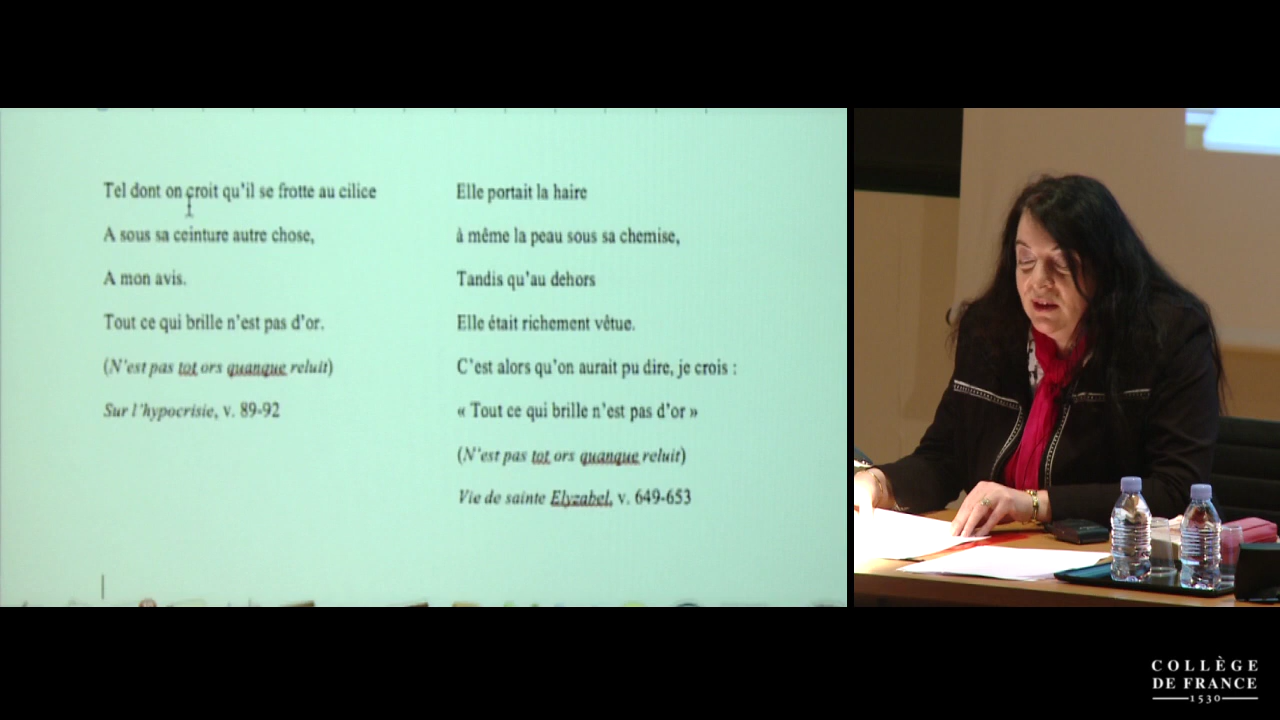 Tel dont on croit qu'il se frotte au cilice
A sous sa ceinture autre chose,
A mon avis.
Tout ce qui brille n'est pas d'or.
(N'est pas tot ors quanque reluit)
Sur l'hypocrisie, v. 89-92
Elle portait la haire
à même la peau sous sa chemise,
Tandis qu'au dehors
Elle était richement vêtue.
C'est alors qu'on aurait pu dire, je crois :
« Tout ce qui brille n'est pas d'or »
(N'est pas tot ors quanque reluit)
Vie de sainte Elyzabel, v. 649-653
COLLÈGE
DE FRANCE
1530